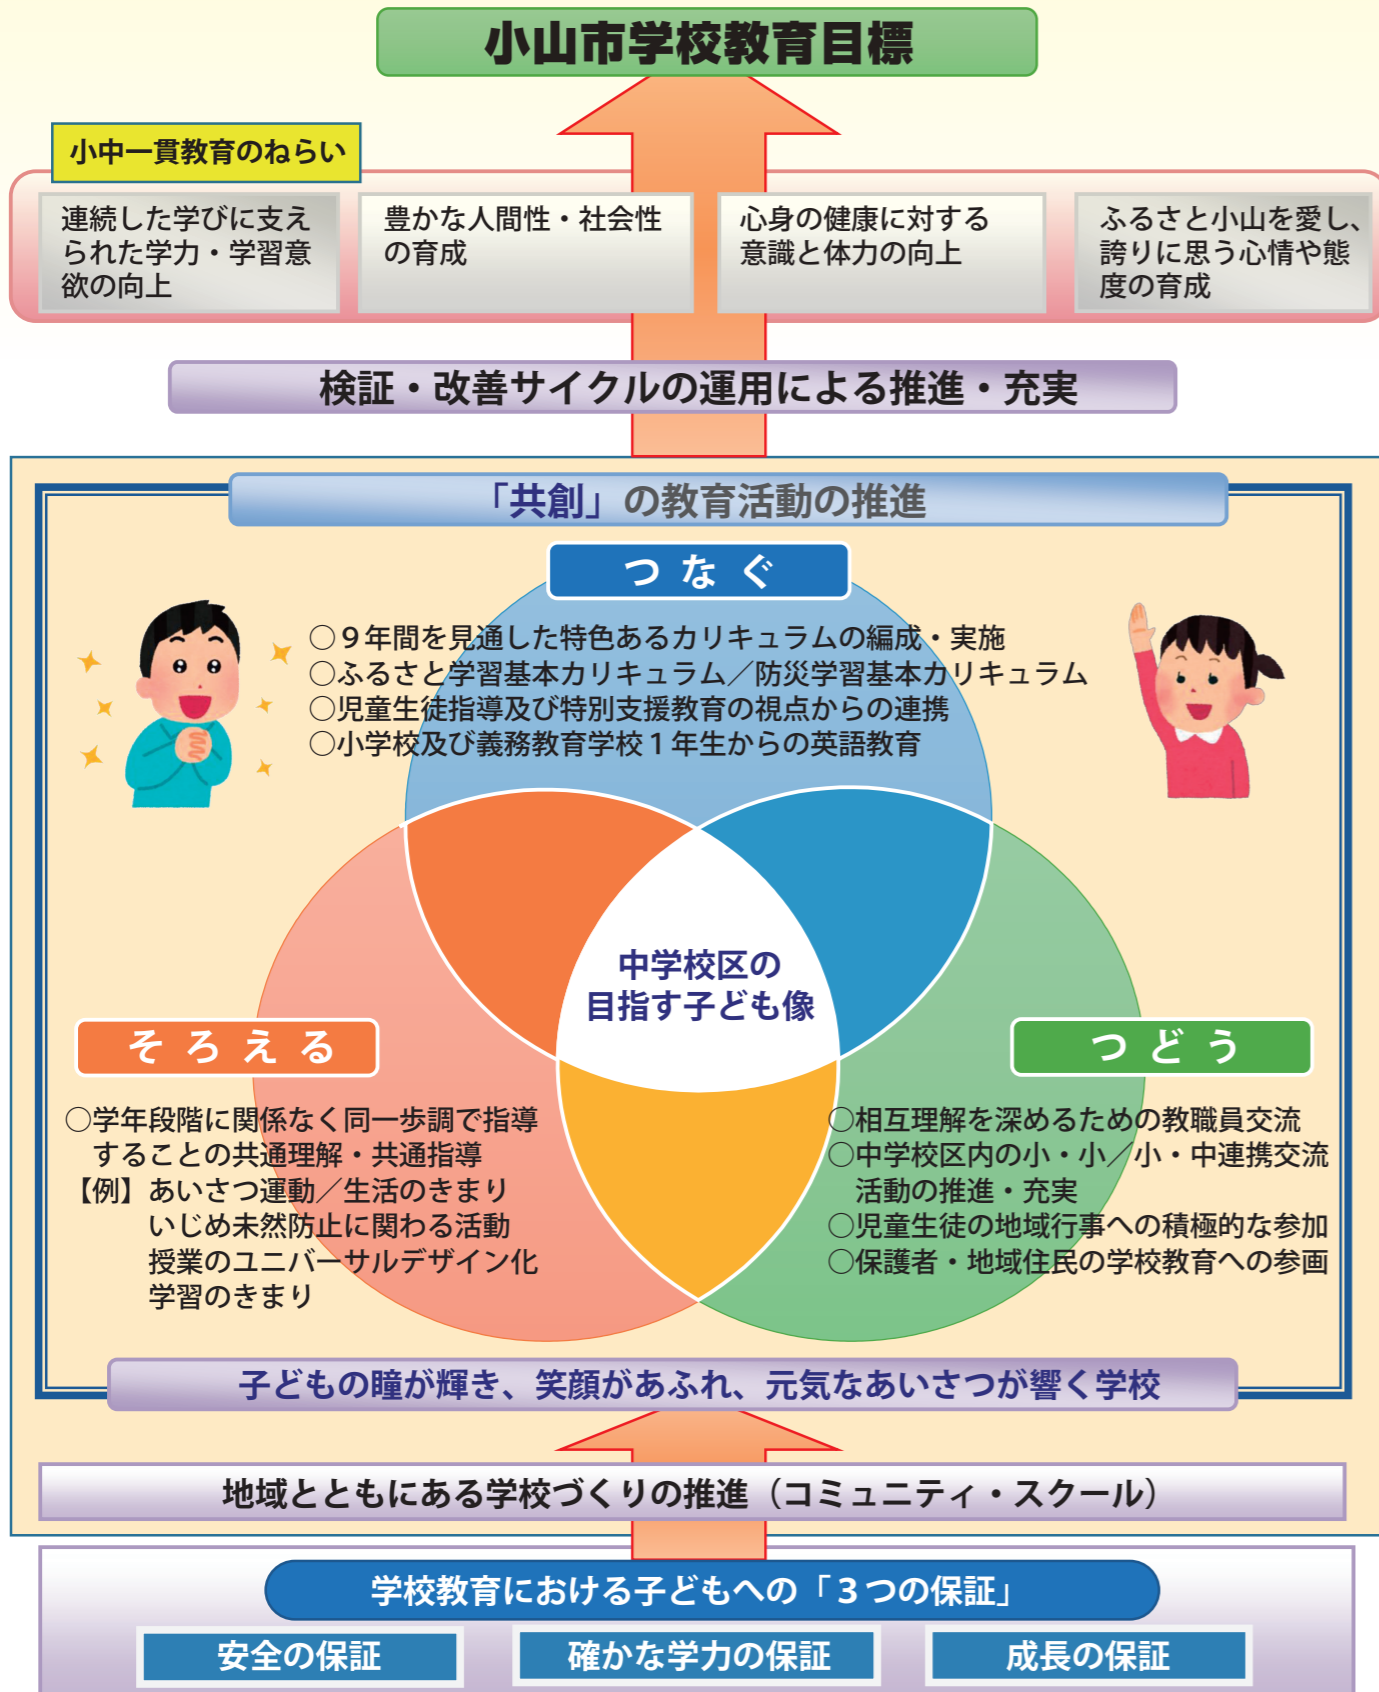 小山市学校教育目標
小中一貫教育のねらい
連続した学びに支え
られた学力・学習意
欲の向上
豊かな人間性・社会性
の育成
心身の健康に対する
意識と体力の向上
ふるさと小山を愛し、
誇りに思う心情や態
度の育成
検証・改善サイクルの運用による推進・充実
「共創」の教育活動の推進
つなぐ
○９年間を見通した特色あるカリキュラムの編成・実施
○ふるさと学習基本カリキュラム／防災学習基本カリキュラム
○児童生徒指導及び特別支援教育の視点からの連携
○小学校及び義務教育学校１年生からの英語教育
中学校区の
目指す子ども像
そろえる
○学年段階に関係なく同一歩調で指導
することの共通理解・共通指導
【例】あいさつ運動／生活のきまり
いじめ未然防止に関わる活動
授業のユニバーサルデザイン化
学習のきまり
つどう
○相互理解を深めるための教職員交流
○中学校区内の小・小／小・中連携交流
活動の推進・充実
○児童生徒の地域行事への積極的な参加
○保護者・地域住民の学校教育への参画
子どもの瞳が輝き、笑顔があふれ、元気なあいさつが響く学校
地域とともにある学校づくりの推進（コミュニティ・スクール）
学校教育における子どもへの「３つの保証」
安全の保証
確かな学力の保証
成長の保証